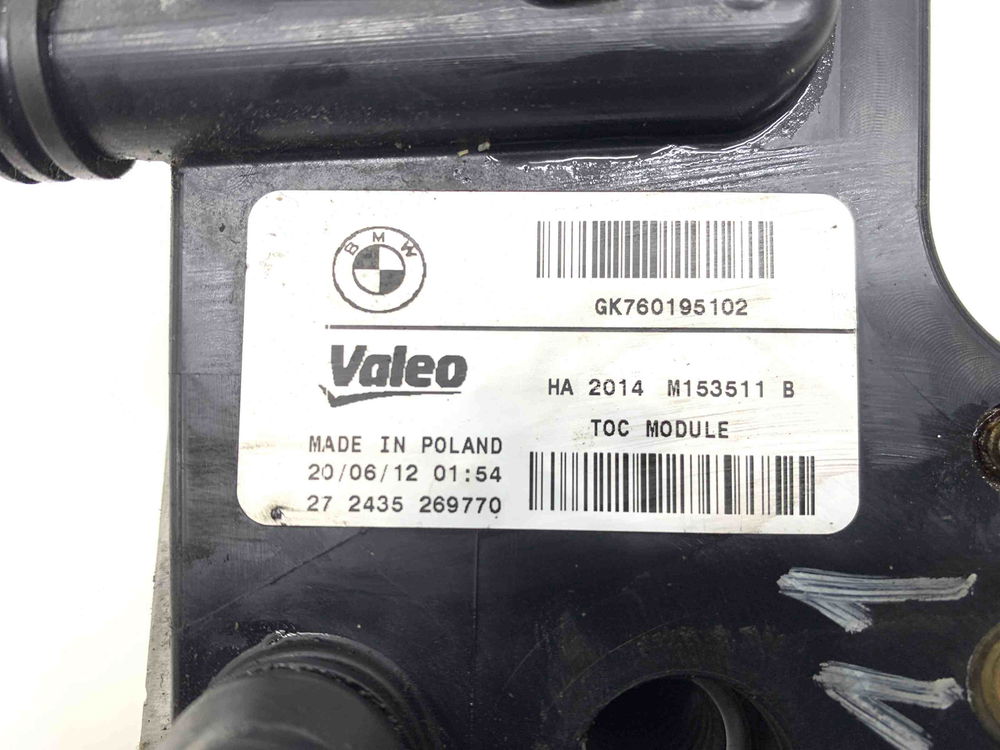 BMW
GK760195102
Valeo
HA 2014 M153511 B
TOC MODULE
MADE IN POLAND
20/06/12 01:54
27 2435 269770